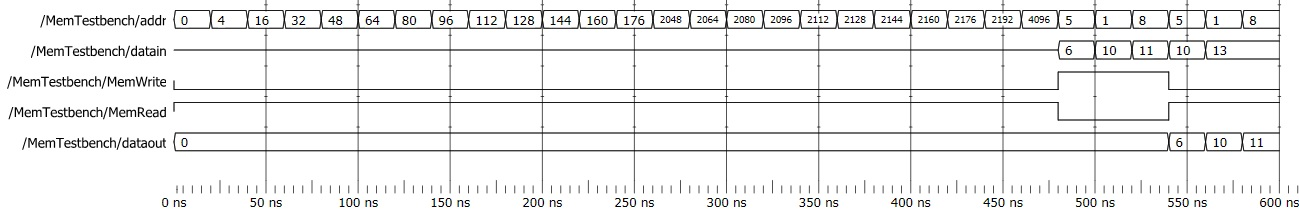 /MemTestbench/addr 0 4 16 32 48 64 80 96 112 128 144 160 176 2048 2064 2080 2096 2112 2128 2144 2160 2176 2192 4096 5 1 8 5 1 8
/MemTestbench/datain 6 10 11 10 13
/MemTestbench/MemWrite
/MemTestbench/MemRead
/MemTestbench/dataout 0 6 10 11
0 ns 50 ns 100 ns 150 ns 200 ns 250 ns 300 ns 350 ns 400 ns 450 ns 500 ns 550 ns 600 ns